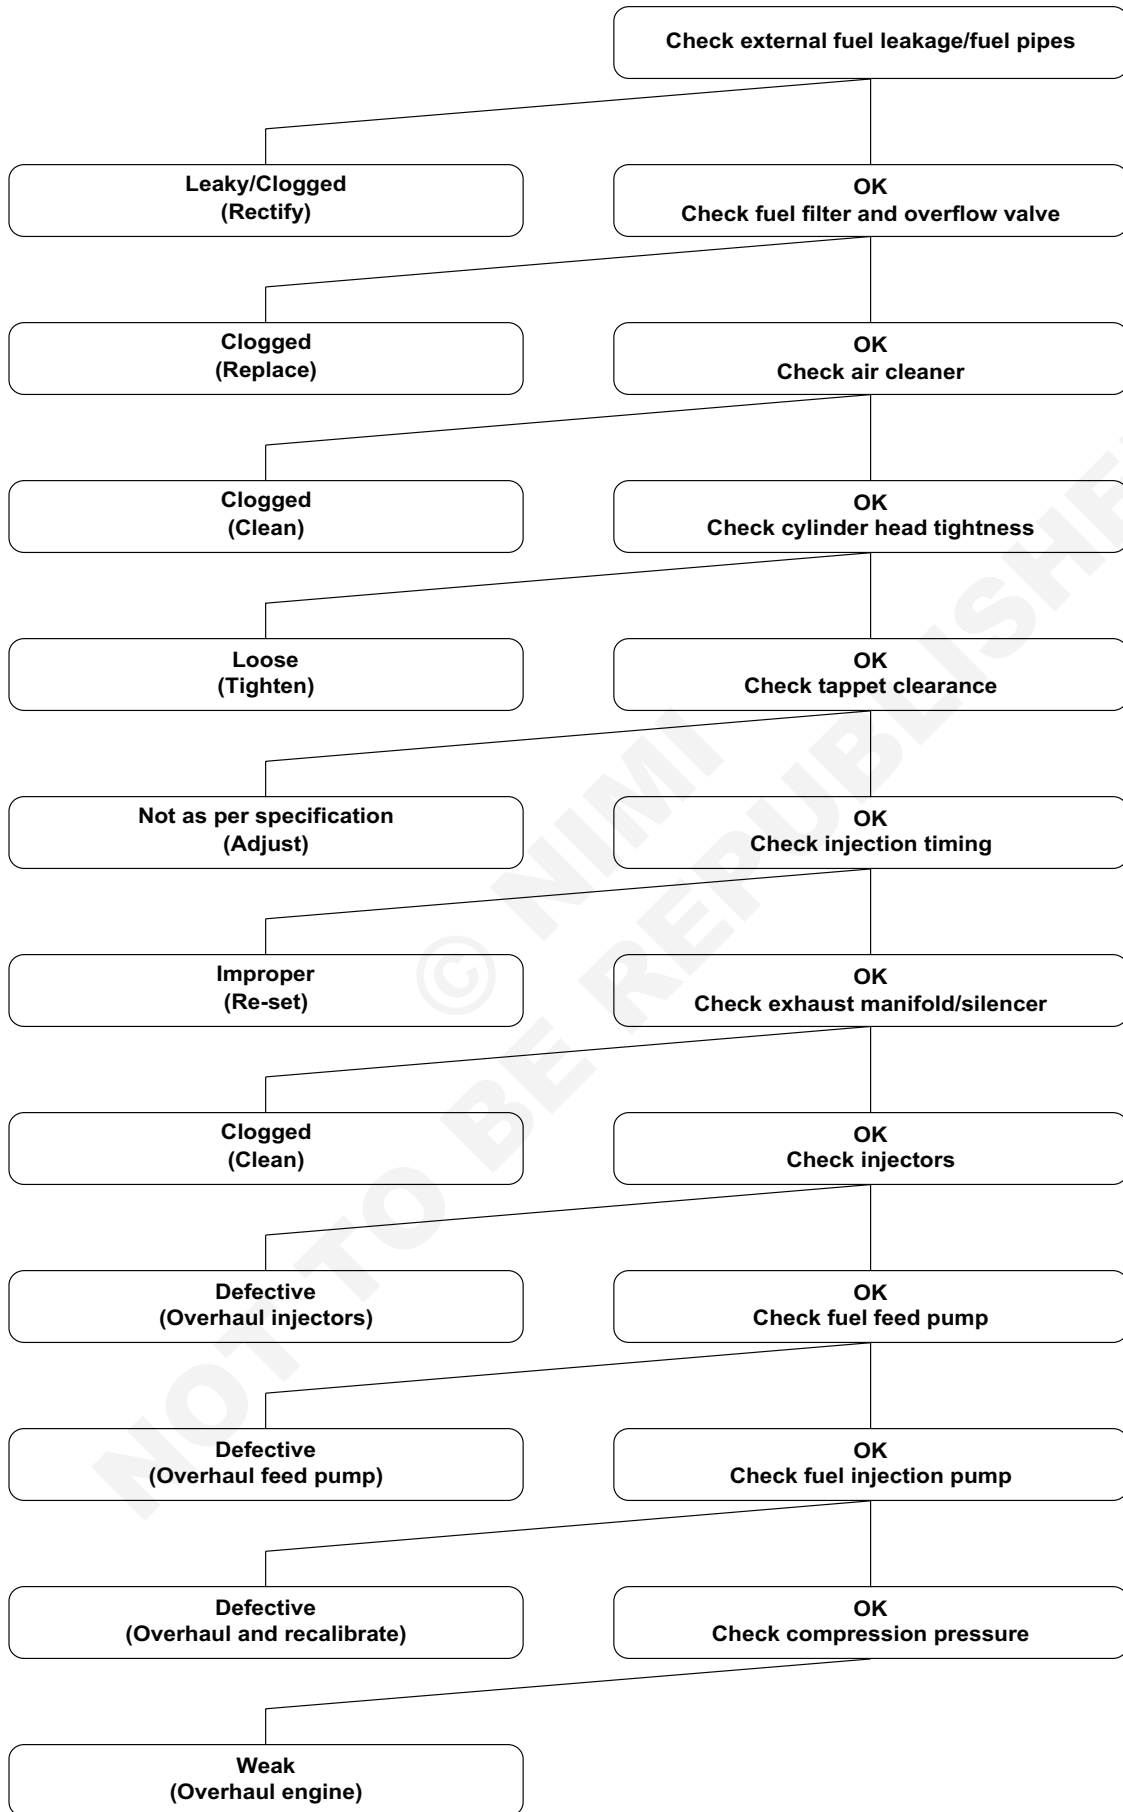 Check external fuel leakage/fuel pipes
Leaky/Clogged
(Rectify)
OK
Check fuel filter and overflow valve
Clogged
(Replace)
OK
Check air cleaner
Clogged
(Clean)
OK
Check cylinder head tightness
Loose
(Tighten)
OK
Check tappet clearance
Not as per specification
(Adjust)
OK
Check injection timing
Improper
(Re-set)
OK
Check exhaust manifold/silencer
Clogged
(Clean)
OK
Check injectors
Defective
(Overhaul injectors)
OK
Check fuel feed pump
Defective
(Overhaul feed pump)
OK
Check fuel injection pump
Defective
(Overhaul and recalibrate)
OK
Check compression pressure
Weak
(Overhaul engine)
© NIMI
NOT TO BE REPUBLISHE